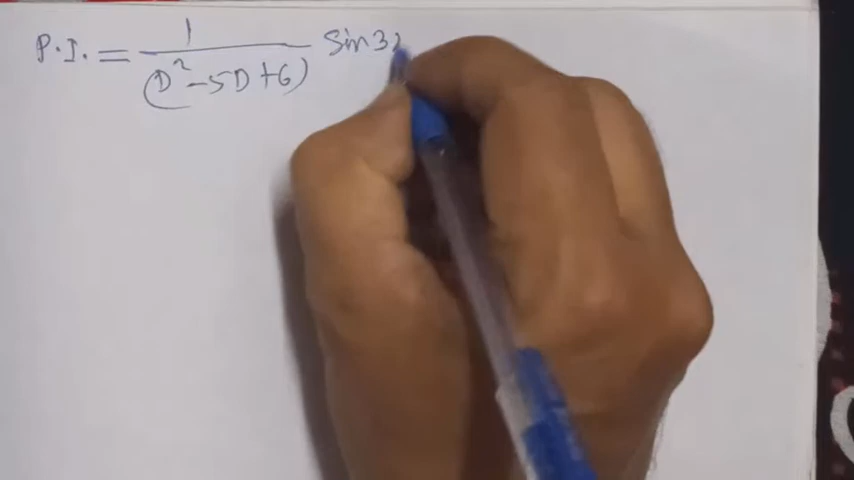 P.I. = 1/(D² - 5D + 6) Sin3